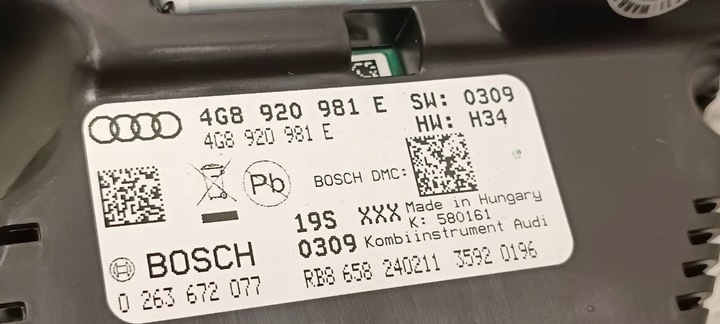 4G8 920 981 E SW: 0309
4G8 920 981 E HW: H34
Pb BOSCH DMC:
19S XXX Made in Hungary
K: 580161
BOSCH 0309 Kombiinstrument Audi
0 263 672 077 RB8 658 240211 3592 0196